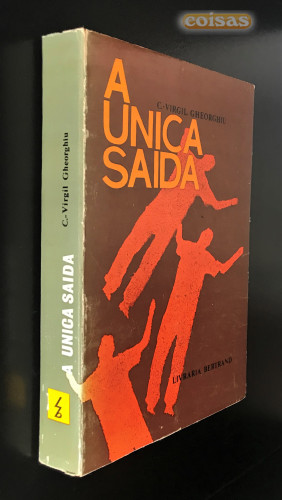 coisas
A
C.-VIRGIL GHEORGHIU
UNICA
SAIDA
LIVRARIA BERTRAND
C.-Virgil Gheorghiu
A UNICA SAIDA